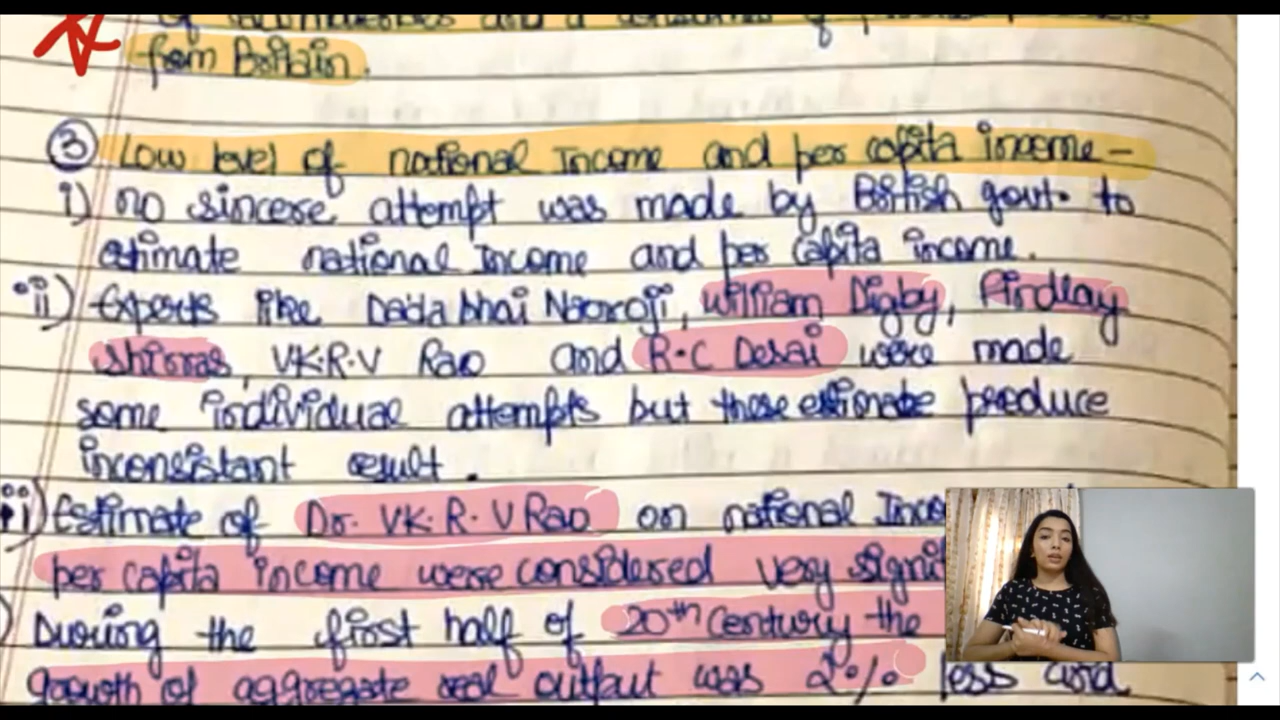 from Britain.
③ Low level of national Income and per capita income –
i) no sincere attempt was made by British govt. to
estimate national Income and per capita income.
ii) Experts like Dadabhai Naoroji, William Digby, Findlay
Shirras, VK.R.V Rao and R.C Desai were made
some individual attempts but these estimate produce
inconsistant result.
Estimate of Dr. VK.R.V Rao on national
per capita income were considered very
During the first half of 20th Century the
growth of aggregate real output was 2% less and